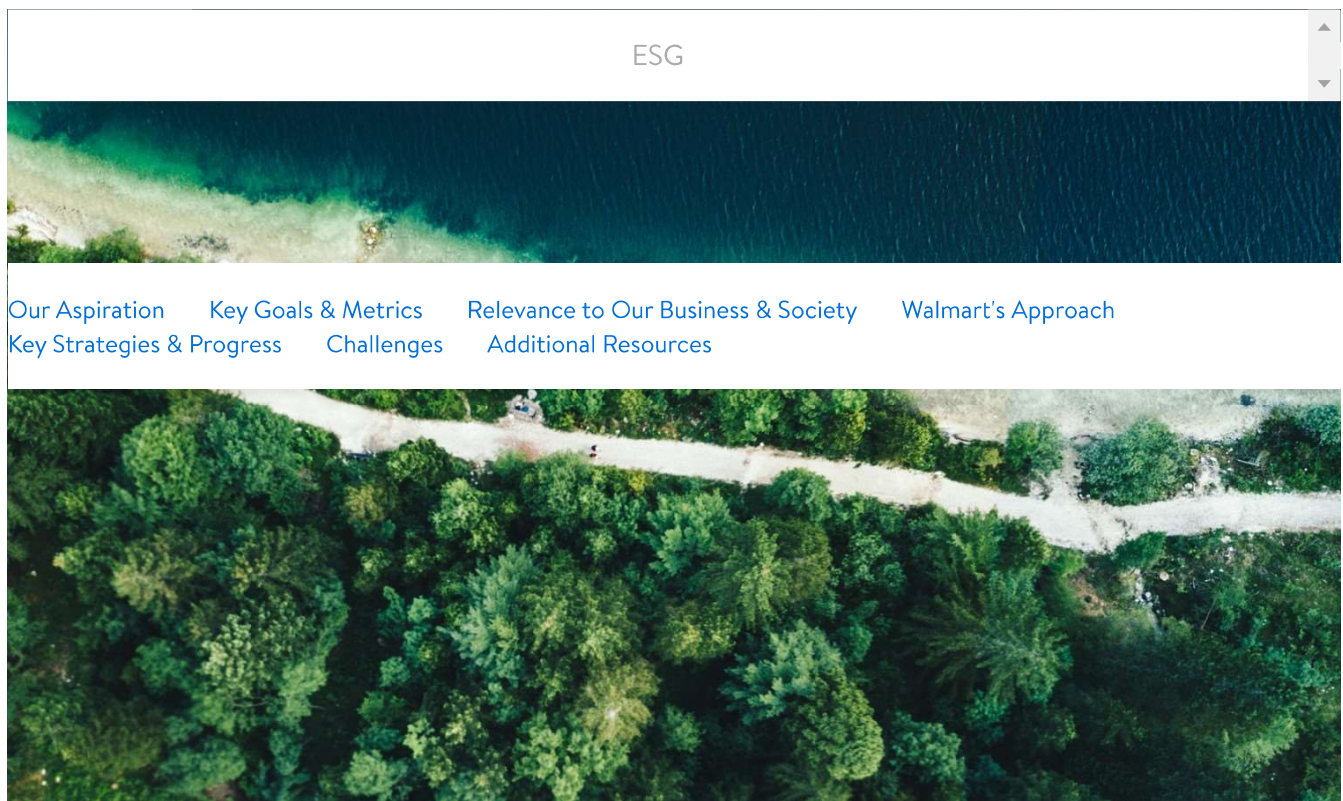 ESG
Our Aspiration Key Goals & Metrics Relevance to Our Business & Society Walmart's Approach
Key Strategies & Progress Challenges Additional Resources